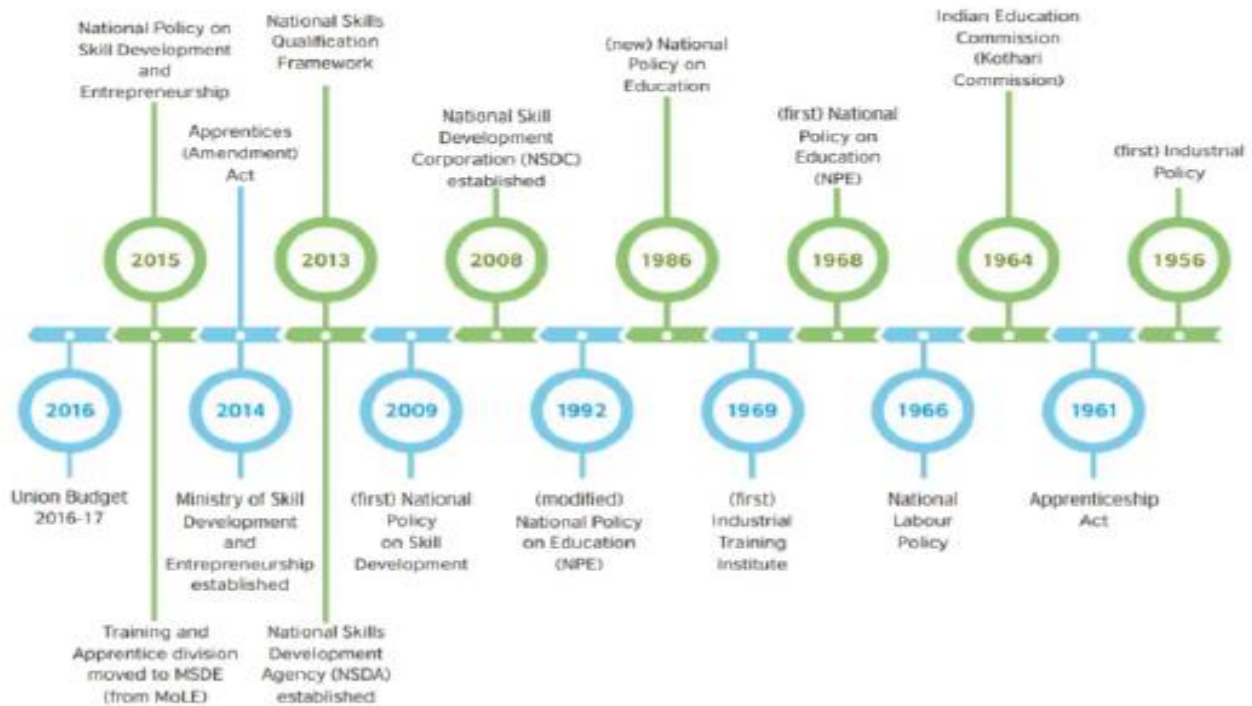 National Policy on
Skill Development
and
Entrepreneurship
Apprentices
(Amendment)
Act
National Skills
Qualification
Framework
National Skill
Development
Corporation (NSDC)
established
(new) National
Policy on
Education
(first) National
Policy on
Education
(NPE)
Indian Education
Commission
(Kothari
Commission)
(first) Industrial
Policy
2015
2013
2008
1986
1968
1964
1956
2016
2014
2009
1992
1969
1966
1961
Union Budget
2016-17
Ministry of Skill
Development
and
Entrepreneurship
established
(first) National
Policy
on Skill
Development
(modified)
National Policy
on Education
(NPE)
(first)
Industrial
Training
Institute
National
Labour
Policy
Apprenticeship
Act
Training and
Apprentice division
moved to MSDE
(from MoLE)
National Skills
Development
Agency (NSDA)
established